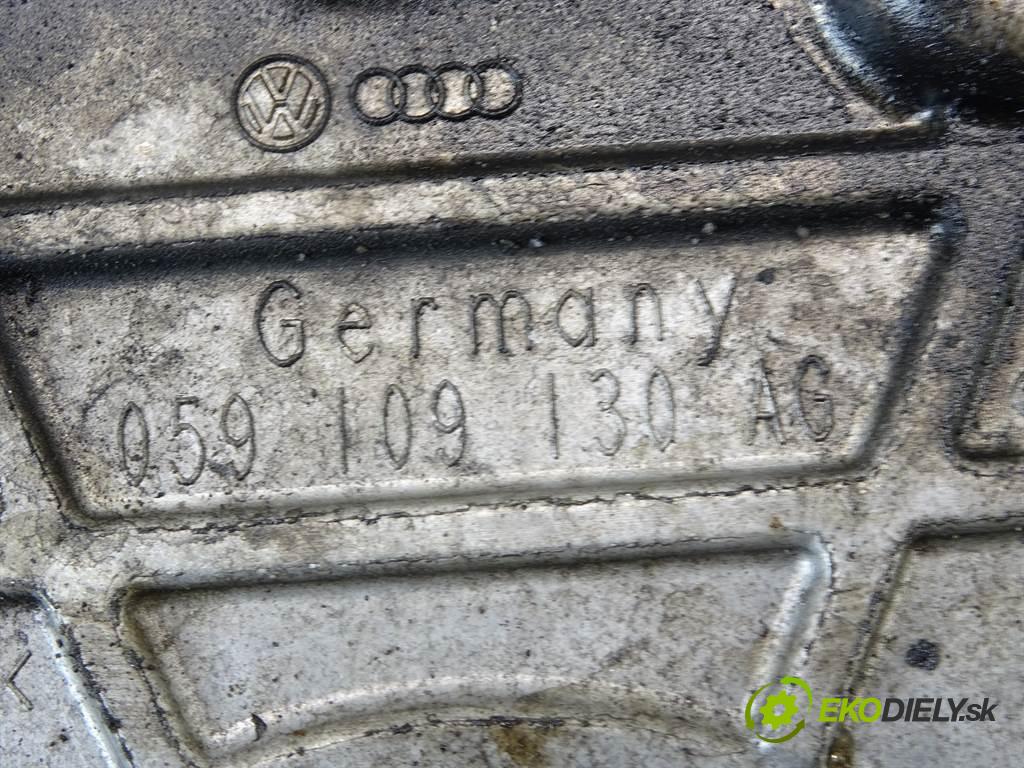 Germany
059 109 130 AG
EKODIELY.sk